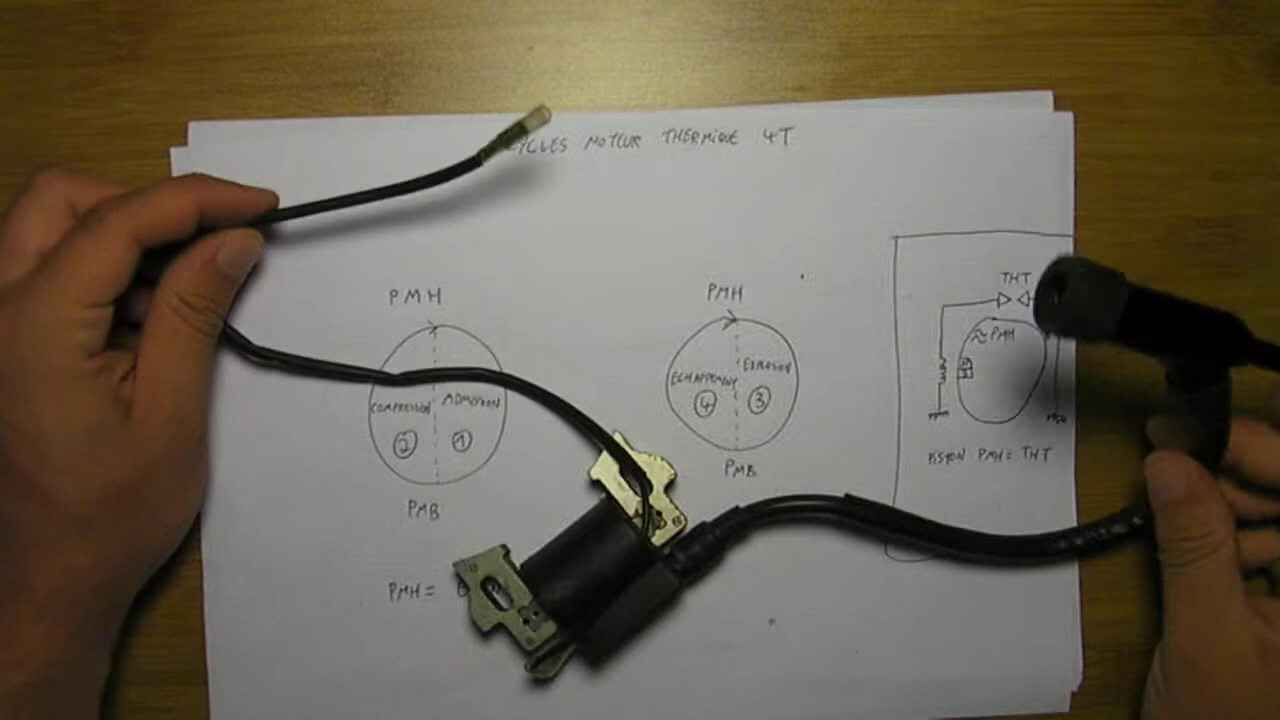 CYCLES MOTEUR THERMIQUE 4T
PMH
COMPRESSION
ADMISSION
2
1
PMB
PMH
ECHAPPEMENT
EXPLOSION
4
3
PMB
THT
≈ PMH
PISTON PMH = THT
PMH =